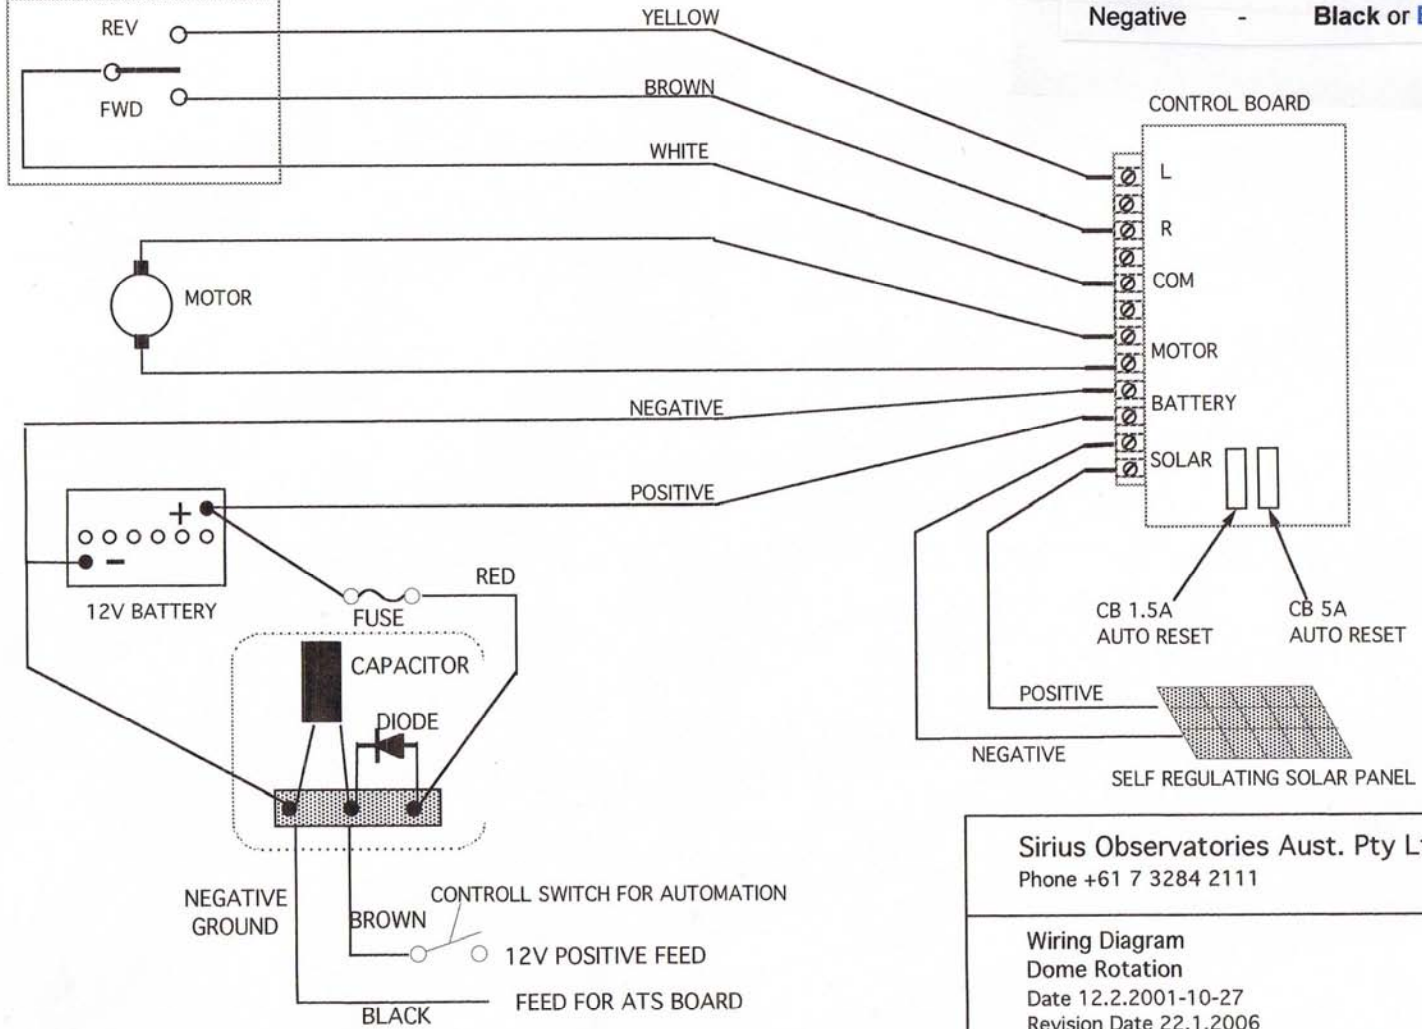 Negative - Black or
REV
FWD
YELLOW
BROWN
WHITE
CONTROL BOARD
L
R
COM
MOTOR
MOTOR
BATTERY
SOLAR
NEGATIVE
POSITIVE
+
-
12V BATTERY
FUSE
RED
CAPACITOR
DIODE
CB 1.5A
AUTO RESET
CB 5A
AUTO RESET
POSITIVE
NEGATIVE
SELF REGULATING SOLAR PANEL
NEGATIVE
GROUND
BROWN
CONTROLL SWITCH FOR AUTOMATION
12V POSITIVE FEED
FEED FOR ATS BOARD
BLACK
Sirius Observatories Aust. Pty
Phone +61 7 3284 2111
Wiring Diagram
Dome Rotation
Date 12.2.2001-10-27
Revision Date 22.1.2006